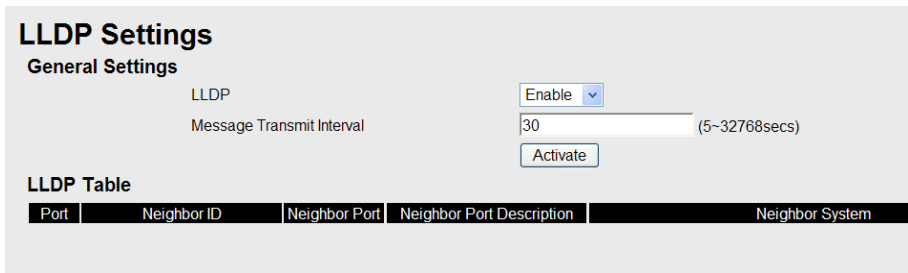 LLDP Settings
General Settings
LLDP Enable
Message Transmit Interval 30 (5~32768secs)
Activate
LLDP Table
Port Neighbor ID Neighbor Port Neighbor Port Description Neighbor System